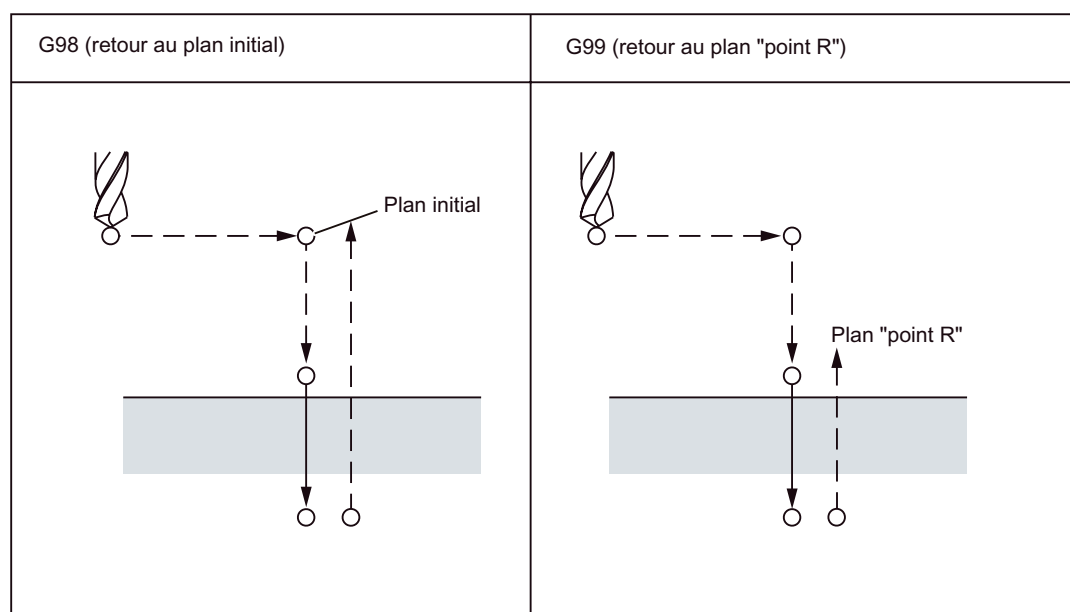 G98 (retour au plan initial)
G99 (retour au plan "point R")
Plan initial
Plan "point R"